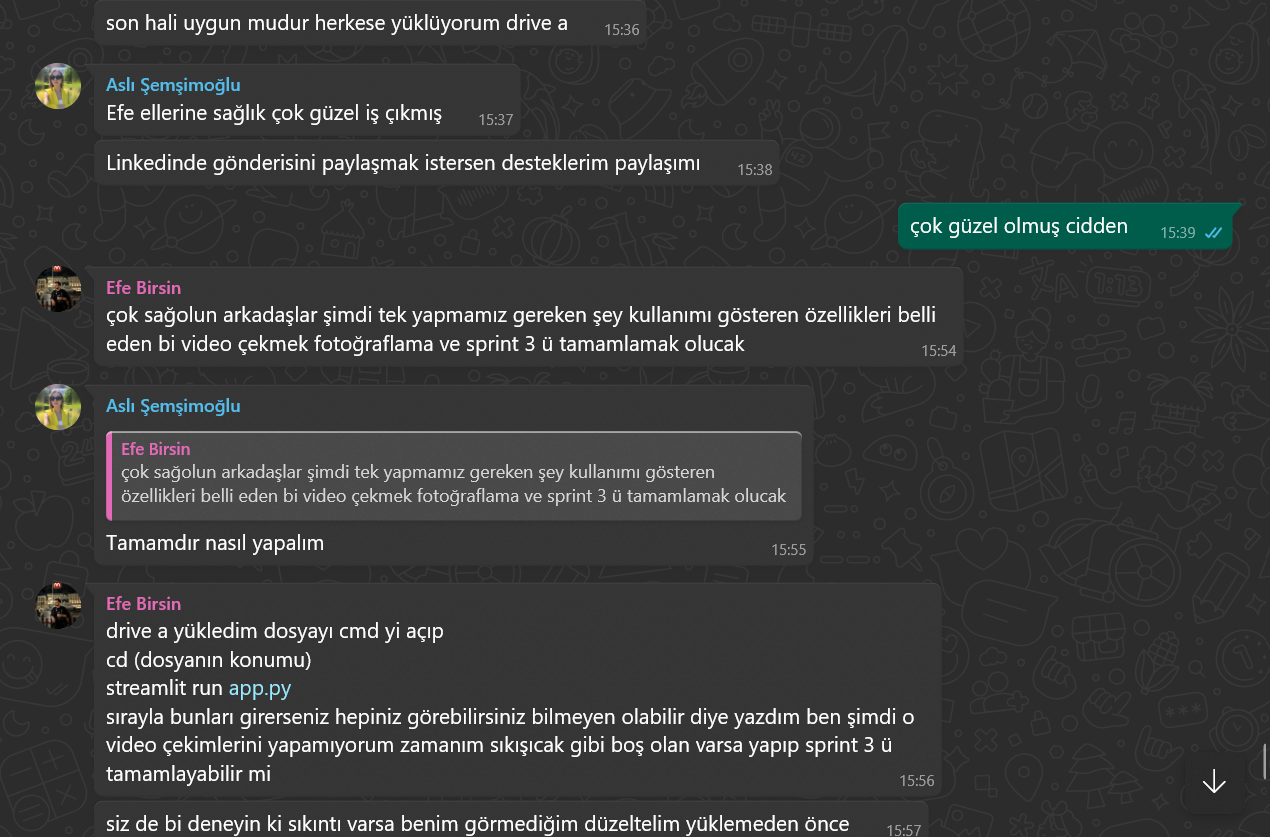 son hali uygun mudur herkese yüklüyorum drive a 15:36
Aslı Şemşimoğlu
Efe ellerine sağlık çok güzel iş çıkmış 15:37
Linkedinde gönderisini paylaşmak istersen desteklerim paylaşımı 15:38
çok güzel olmuş cidden 15:39
Efe Birsin
çok sağolun arkadaşlar şimdi tek yapmamız gereken şey kullanımı gösteren özellikleri belli
eden bi video çekmek fotoğraflama ve sprint 3 ü tamamlamak olucak 15:54
Aslı Şemşimoğlu
Efe Birsin
çok sağolun arkadaşlar şimdi tek yapmamız gereken şey kullanımı gösteren
özellikleri belli eden bi video çekmek fotoğraflama ve sprint 3 ü tamamlamak olucak
Tamamdır nasıl yapalım 15:55
Efe Birsin
drive a yükledim dosyayı cmd yi açıp
cd (dosyanın konumu)
streamlit run app.py
sırayla bunları girerseniz hepiniz görebilirsiniz bilmeyen olabilir diye yazdım ben şimdi o
video çekimlerini yapamıyorum zamanım sıkışıcak gibi boş olan varsa yapıp sprint 3 ü
tamamlayabilir mi 15:56
siz de bi deneyin ki sıkıntı varsa benim görmediğim düzeltelim yüklemeden önce 15:57